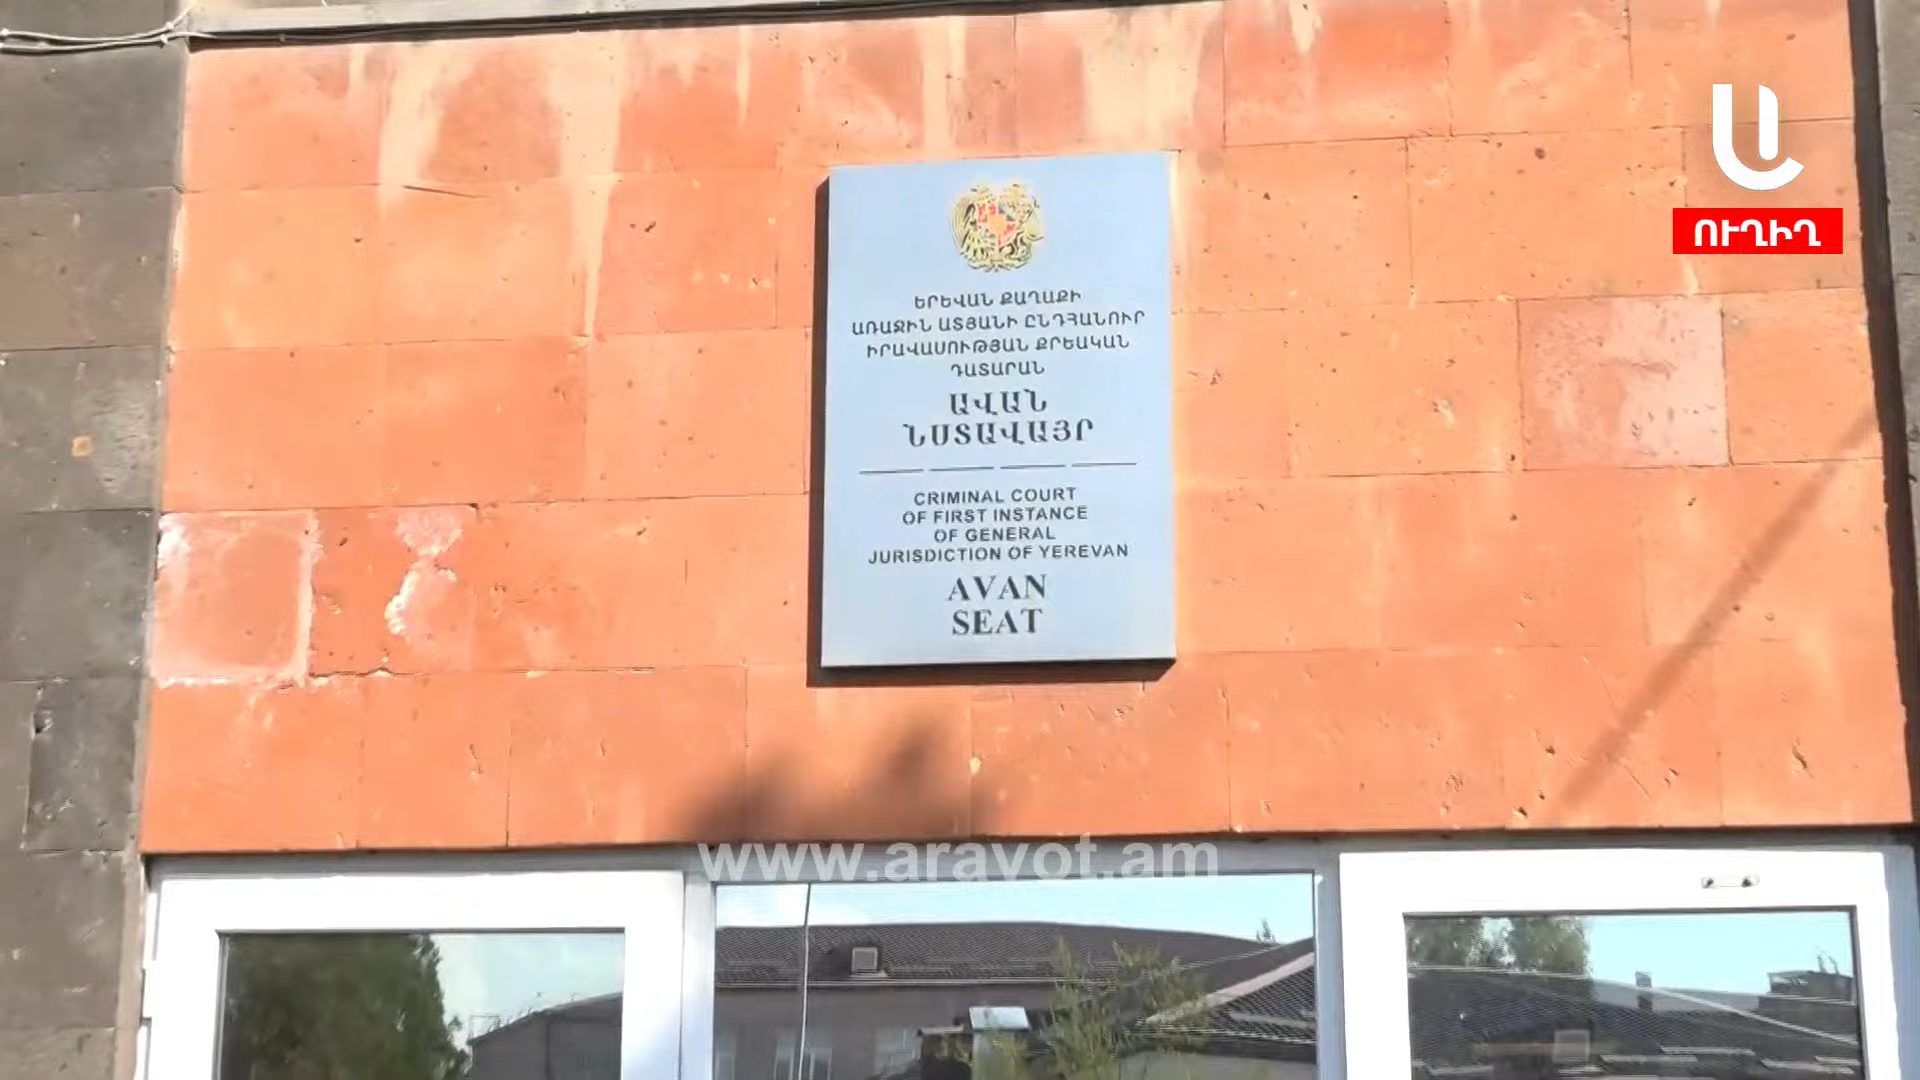 ՈՒՂԻՂ
ԵՐԵՎԱՆ ՔԱՂԱՔԻ
ԱՌԱՋԻՆ ԱՏՅԱՆԻ ԸՆԴՀԱՆՈՒՐ
ԻՐԱՎԱՍՈՒԹՅԱՆ ՔՐԵԱԿԱՆ
ԴԱՏԱՐԱՆ
ԱՎԱՆ
ՆՍՏԱՎԱՅՐ
CRIMINAL COURT
OF FIRST INSTANCE
OF GENERAL
JURISDICTION OF YEREVAN
AVAN
SEAT
www.aravot.am